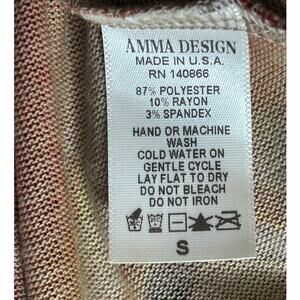 AMMA DESIGN
MADE IN U.S.A.
RN 140866
87% POLYESTER
10% RAYON
3% SPANDEX
HAND OR MACHINE
WASH
COLD WATER ON
GENTLE CYCLE
LAY FLAT TO DRY
DO NOT BLEACH
DO NOT IRON
S